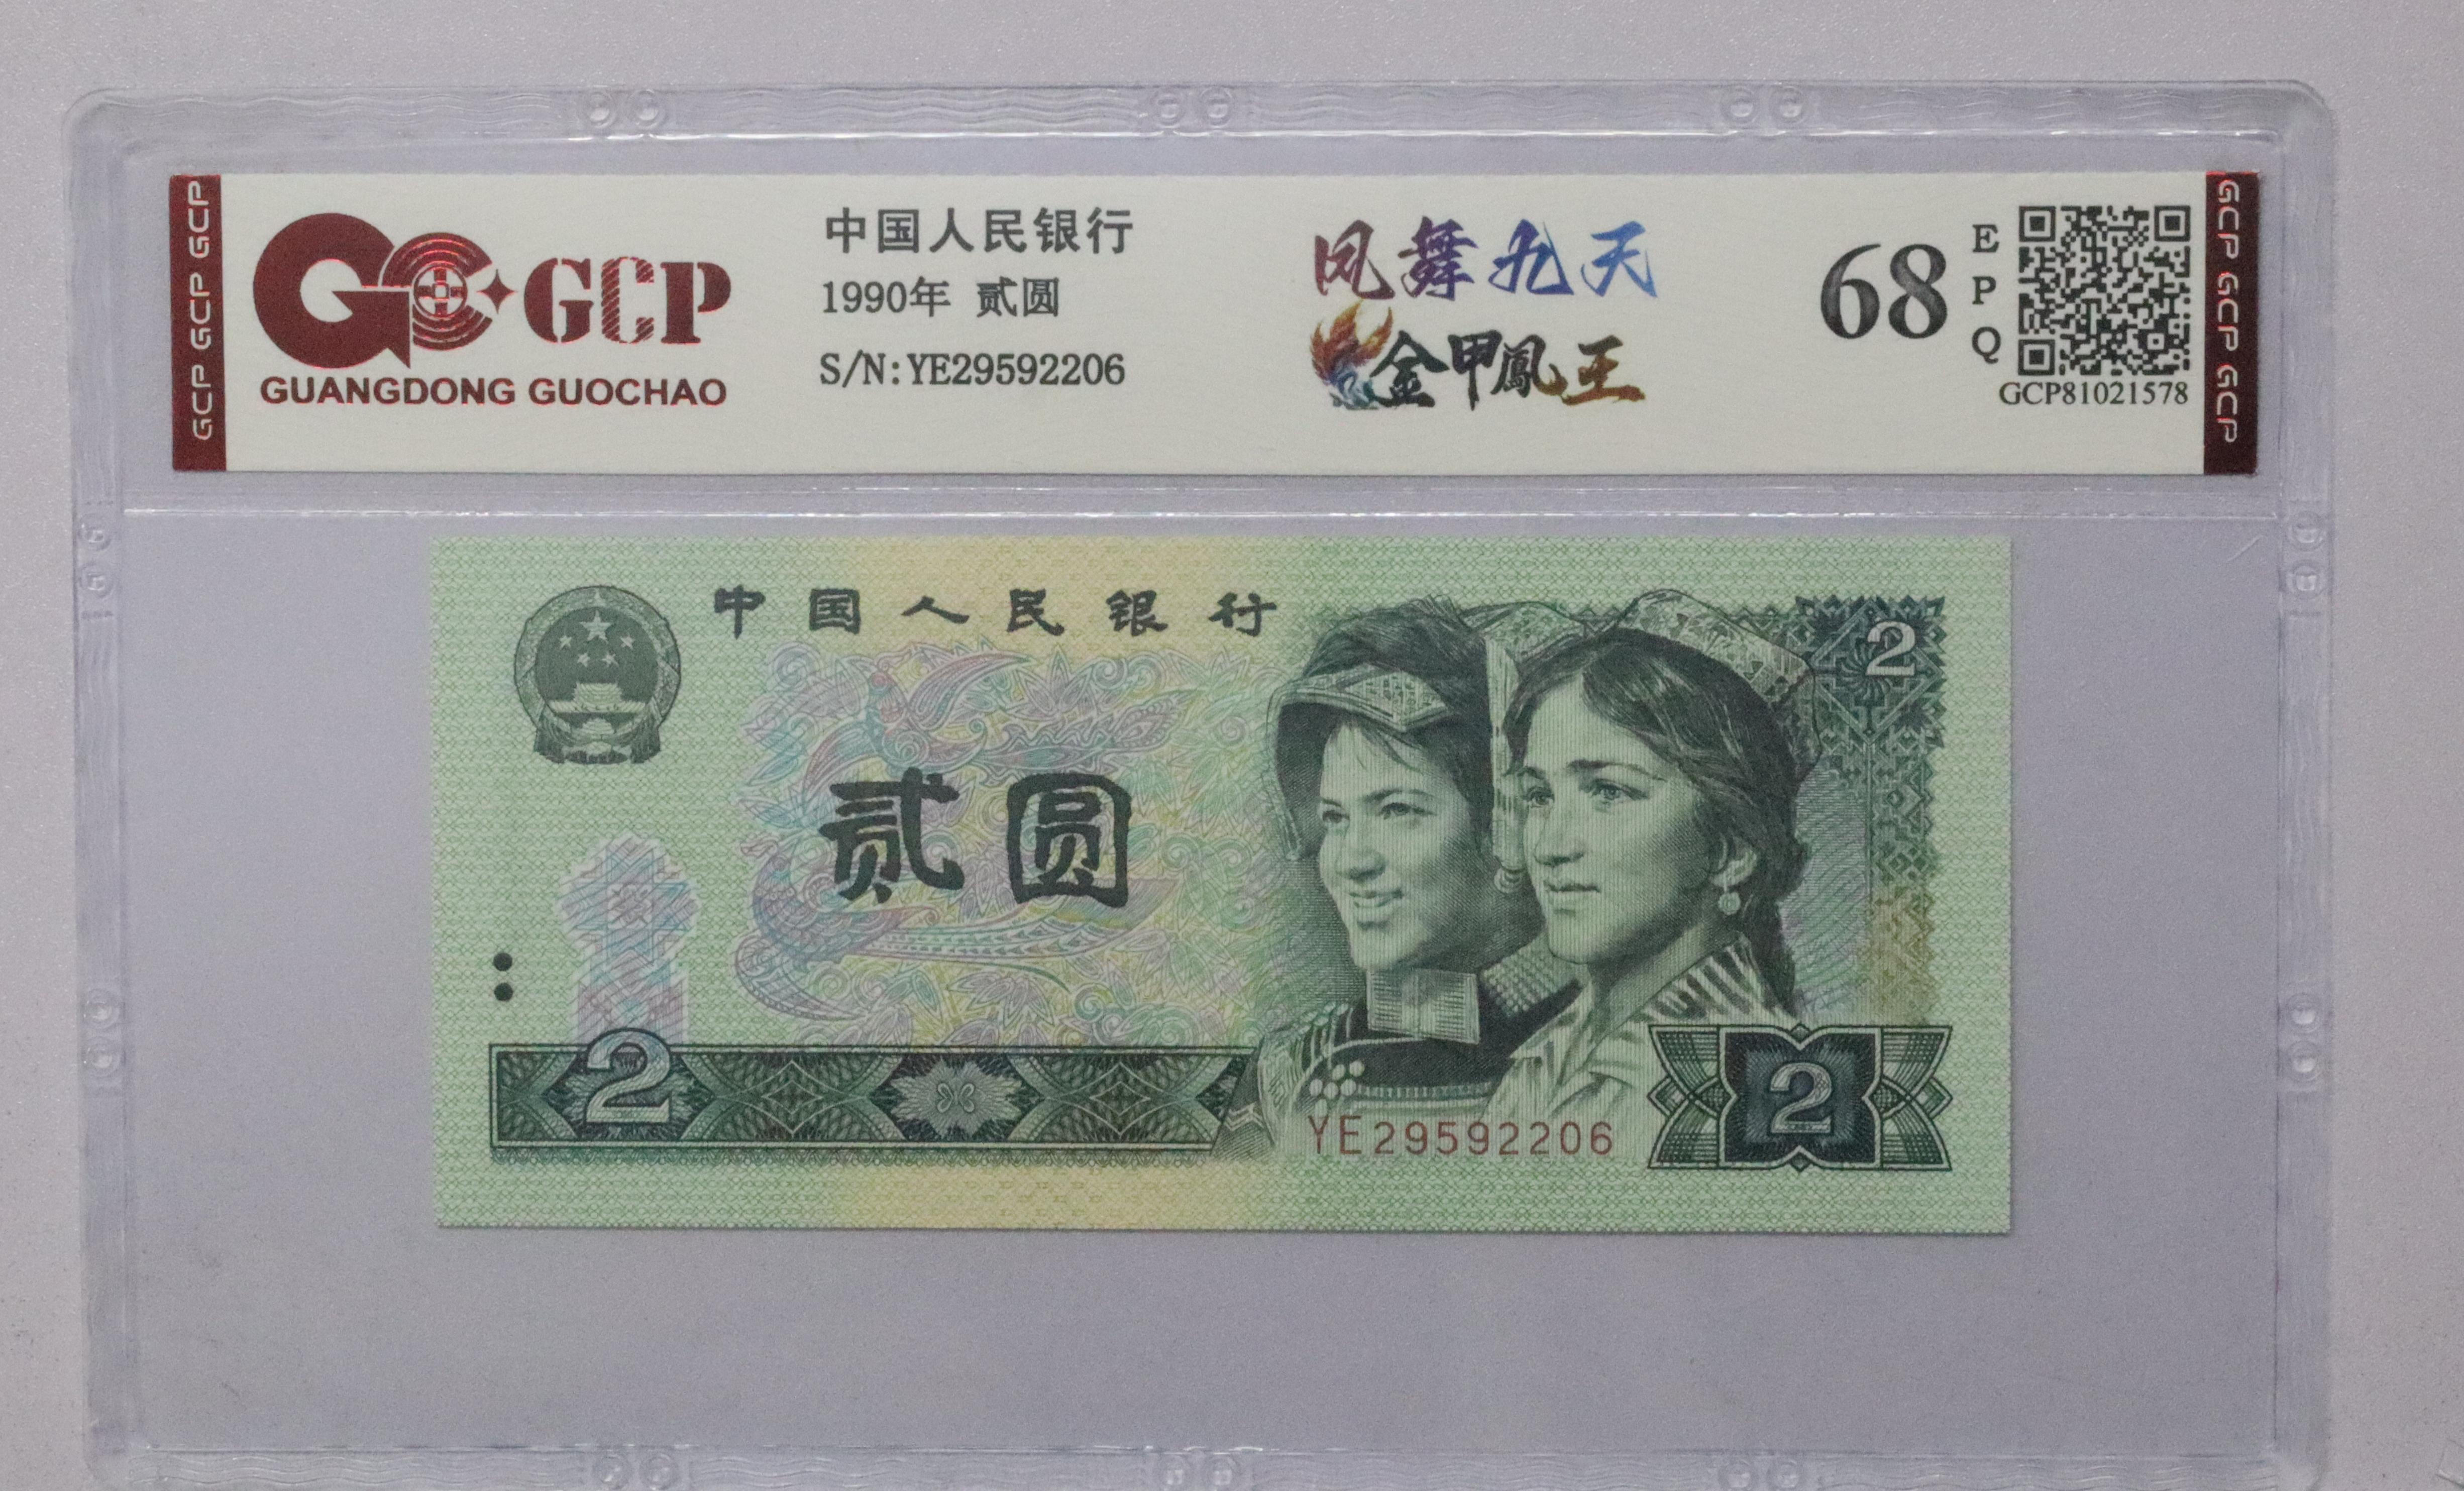 GCP GCP GCP
GCP
GUANGDONG GUOCHAO
中国人民银行
1990年 贰圆
S/N:YE29592206
凤舞九天
金甲鳳王
68
EPQ
GCP81021578
GCP GCP GCP
中国人民银行
2
贰圆
2
YE29592206
2